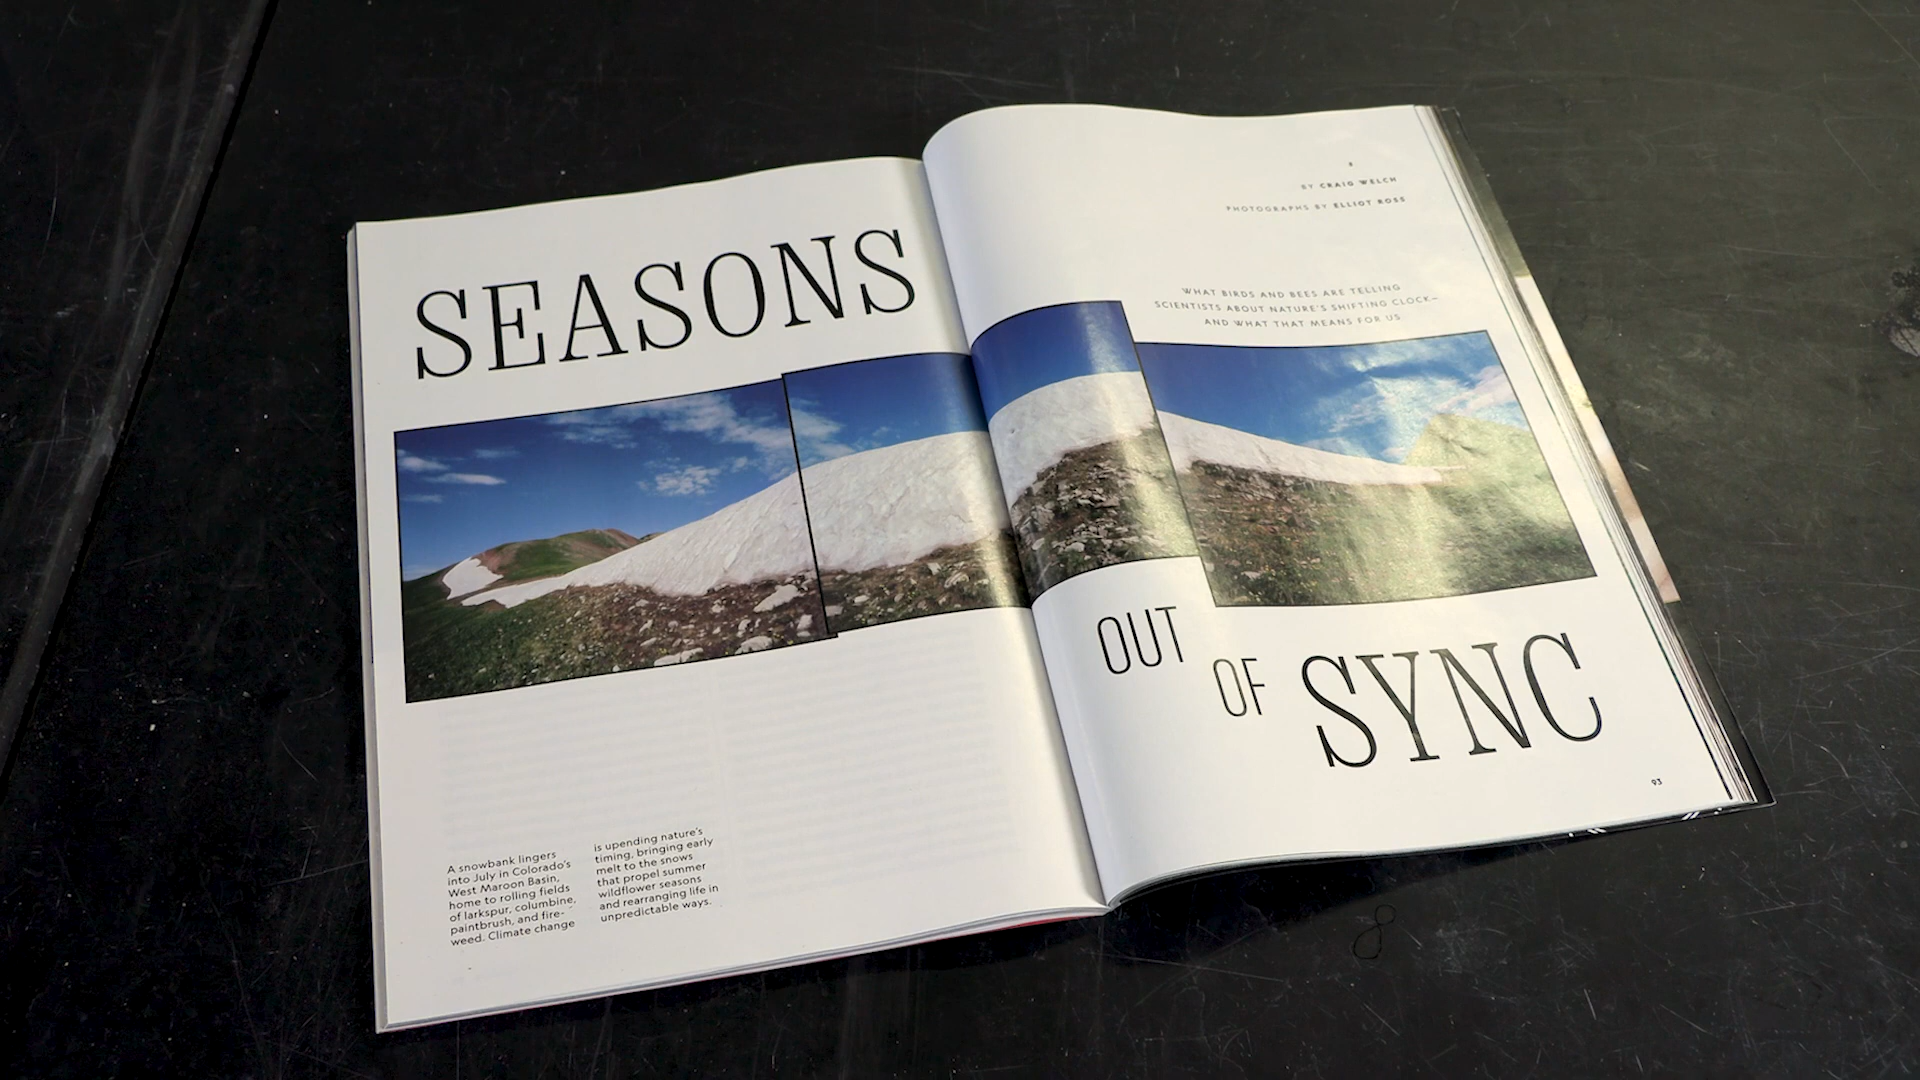 SEASONS
A snowbank lingers
into July in Colorado's
West Maroon Basin,
home to rolling fields
of larkspur, columbine,
paintbrush, and fire-
weed. Climate change
is upending nature's
timing, bringing early
melt to the snows
that propel summer
wildflower seasons
and rearranging life in
unpredictable ways.
BY CRAIG WELCH
PHOTOGRAPHS BY ELLIOT ROSS
WHAT BIRDS AND BEES ARE TELLING
SCIENTISTS ABOUT NATURE'S SHIFTING CLOCK—
AND WHAT THAT MEANS FOR US
OUT
OF SYNC
93